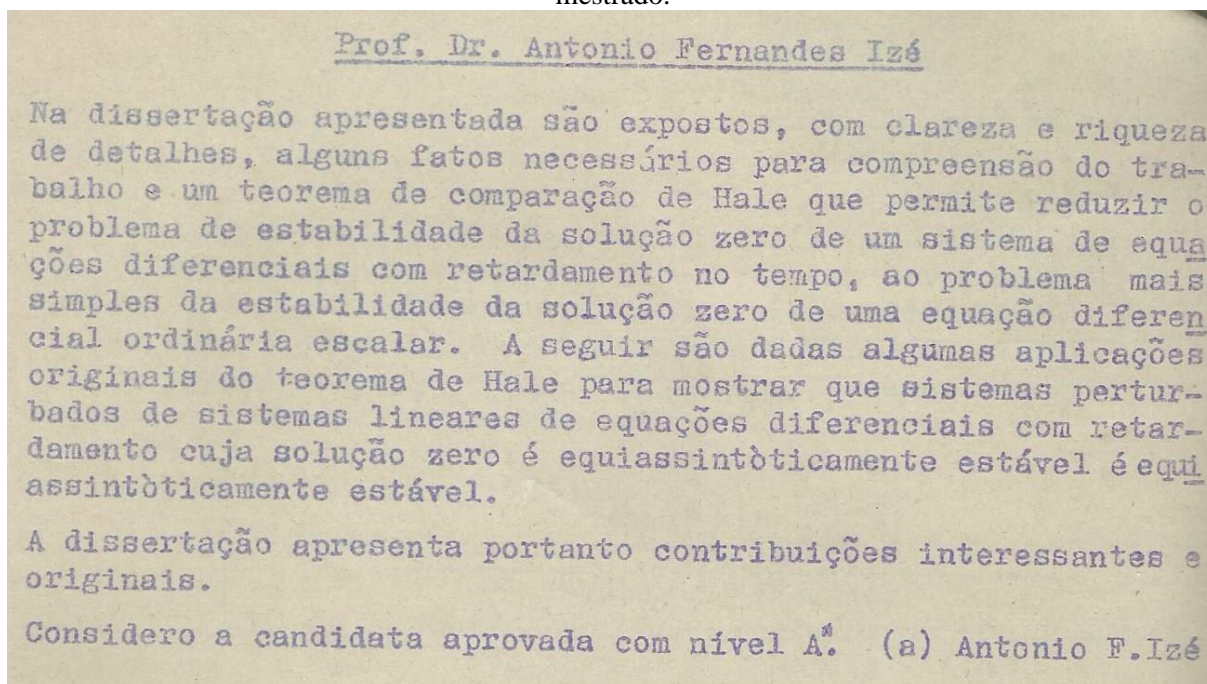 mestrado.
Prof. Dr. Antonio Fernandes Izé
Na dissertação apresentada são expostos, com clareza e riqueza
de detalhes, alguns fatos necessários para compreensão do tra-
balho e um teorema de comparação de Hale que permite reduzir o
problema de estabilidade da solução zero de um sistema de equa
ções diferenciais com retardamento no tempo, ao problema mais
simples da estabilidade da solução zero de uma equação diferen
cial ordinária escalar. A seguir são dadas algumas aplicações
originais do teorema de Hale para mostrar que sistemas pertur-
bados de sistemas lineares de equações diferenciais com retar-
damento cuja solução zero é equiassintòticamente estável é equi
assintòticamente estável.
A dissertação apresenta portanto contribuições interessantes e
originais.
Considero a candidata aprovada com nível A". (a) Antonio F.Izé